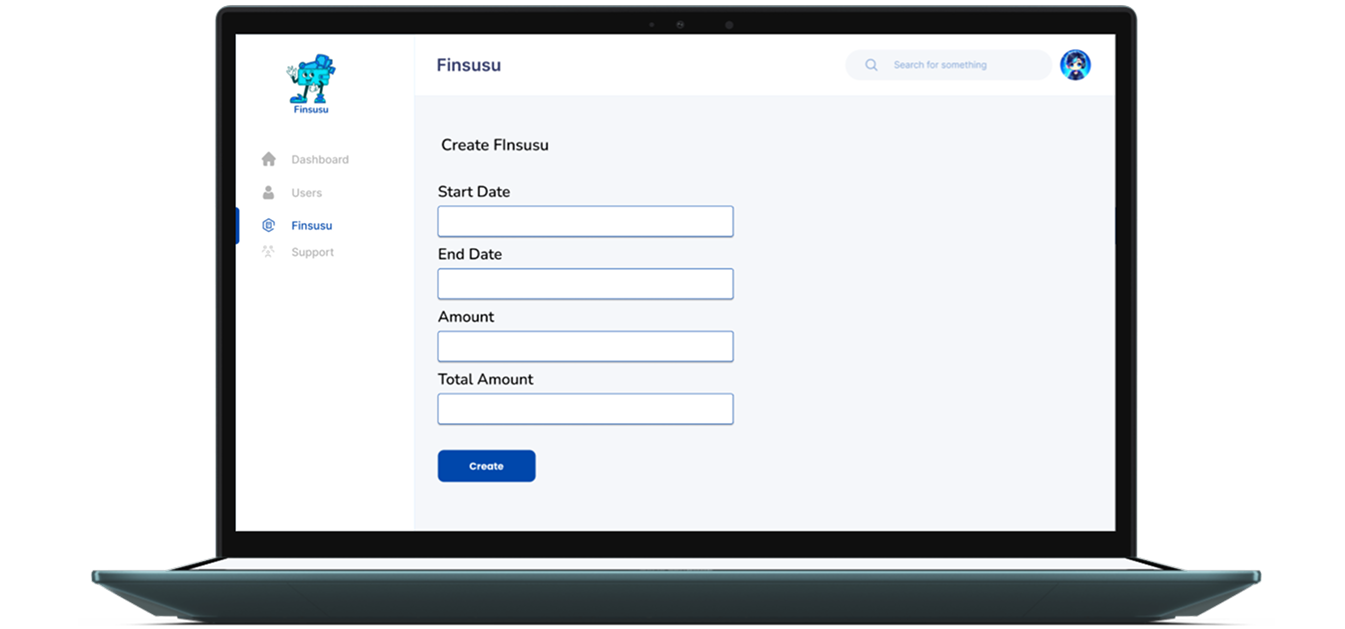 Finsusu
Dashboard
Users
Finsusu
Support
Finsusu
Search for something
Create FInsusu
Start Date
End Date
Amount
Total Amount
Create